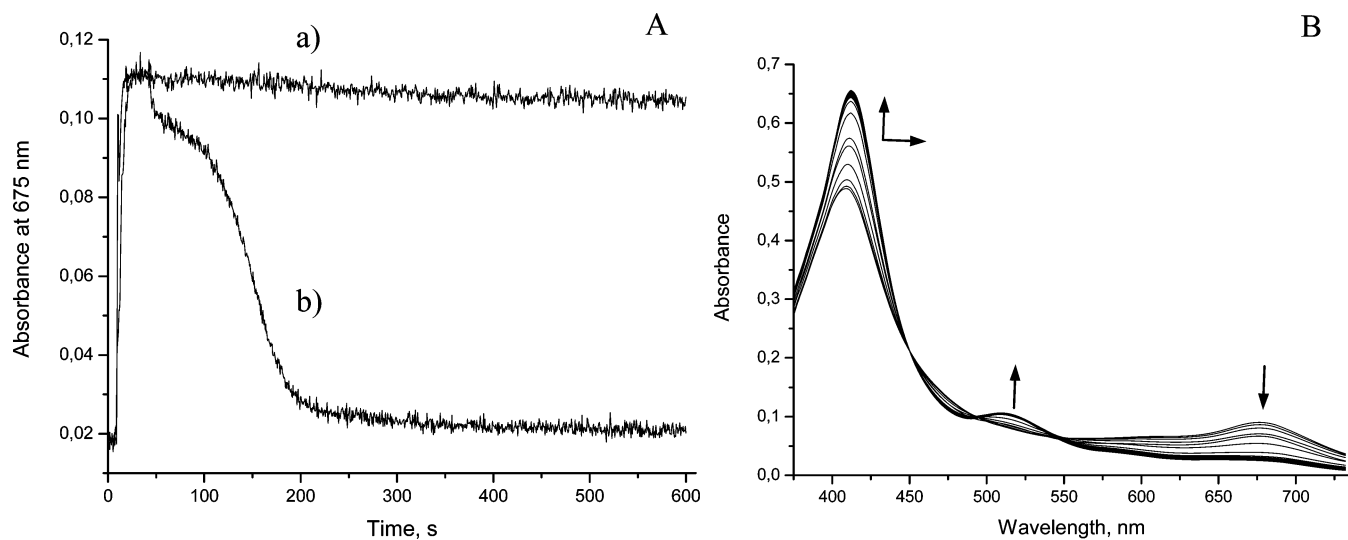 A
a)
b)
0,12
0,10
0,08
0,06
0,04
0,02
0 100 200 300 400 500 600
Absorbance at 675 nm
Time, s
B
0,7
0,6
0,5
0,4
0,3
0,2
0,1
0,0
400 450 500 550 600 650 700
Absorbance
Wavelength, nm